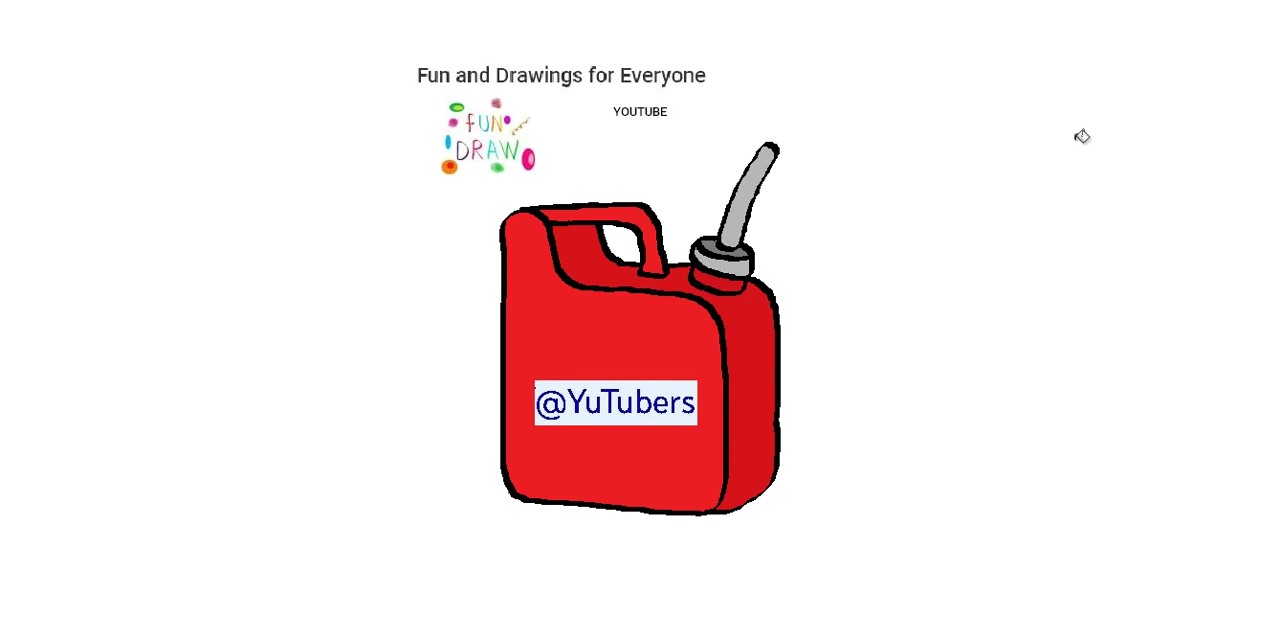 Fun and Drawings for Everyone
YOUTUBE
FUN
DRAW
@YuTubers